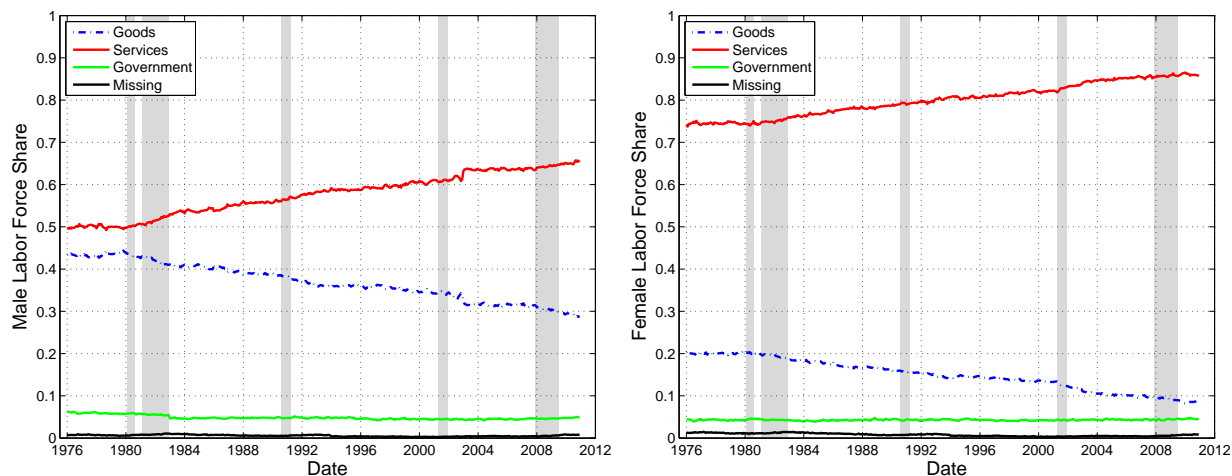 1
0.9
0.8
0.7
0.6
0.5
0.4
0.3
0.2
0.1
0
Male Labor Force Share
Goods
Services
Government
Missing
1976 1980 1984 1988 1992 1996 2000 2004 2008 2012
Date
1
0.9
0.8
0.7
0.6
0.5
0.4
0.3
0.2
0.1
0
Female Labor Force Share
Goods
Services
Government
Missing
1976 1980 1984 1988 1992 1996 2000 2004 2008 2012
Date